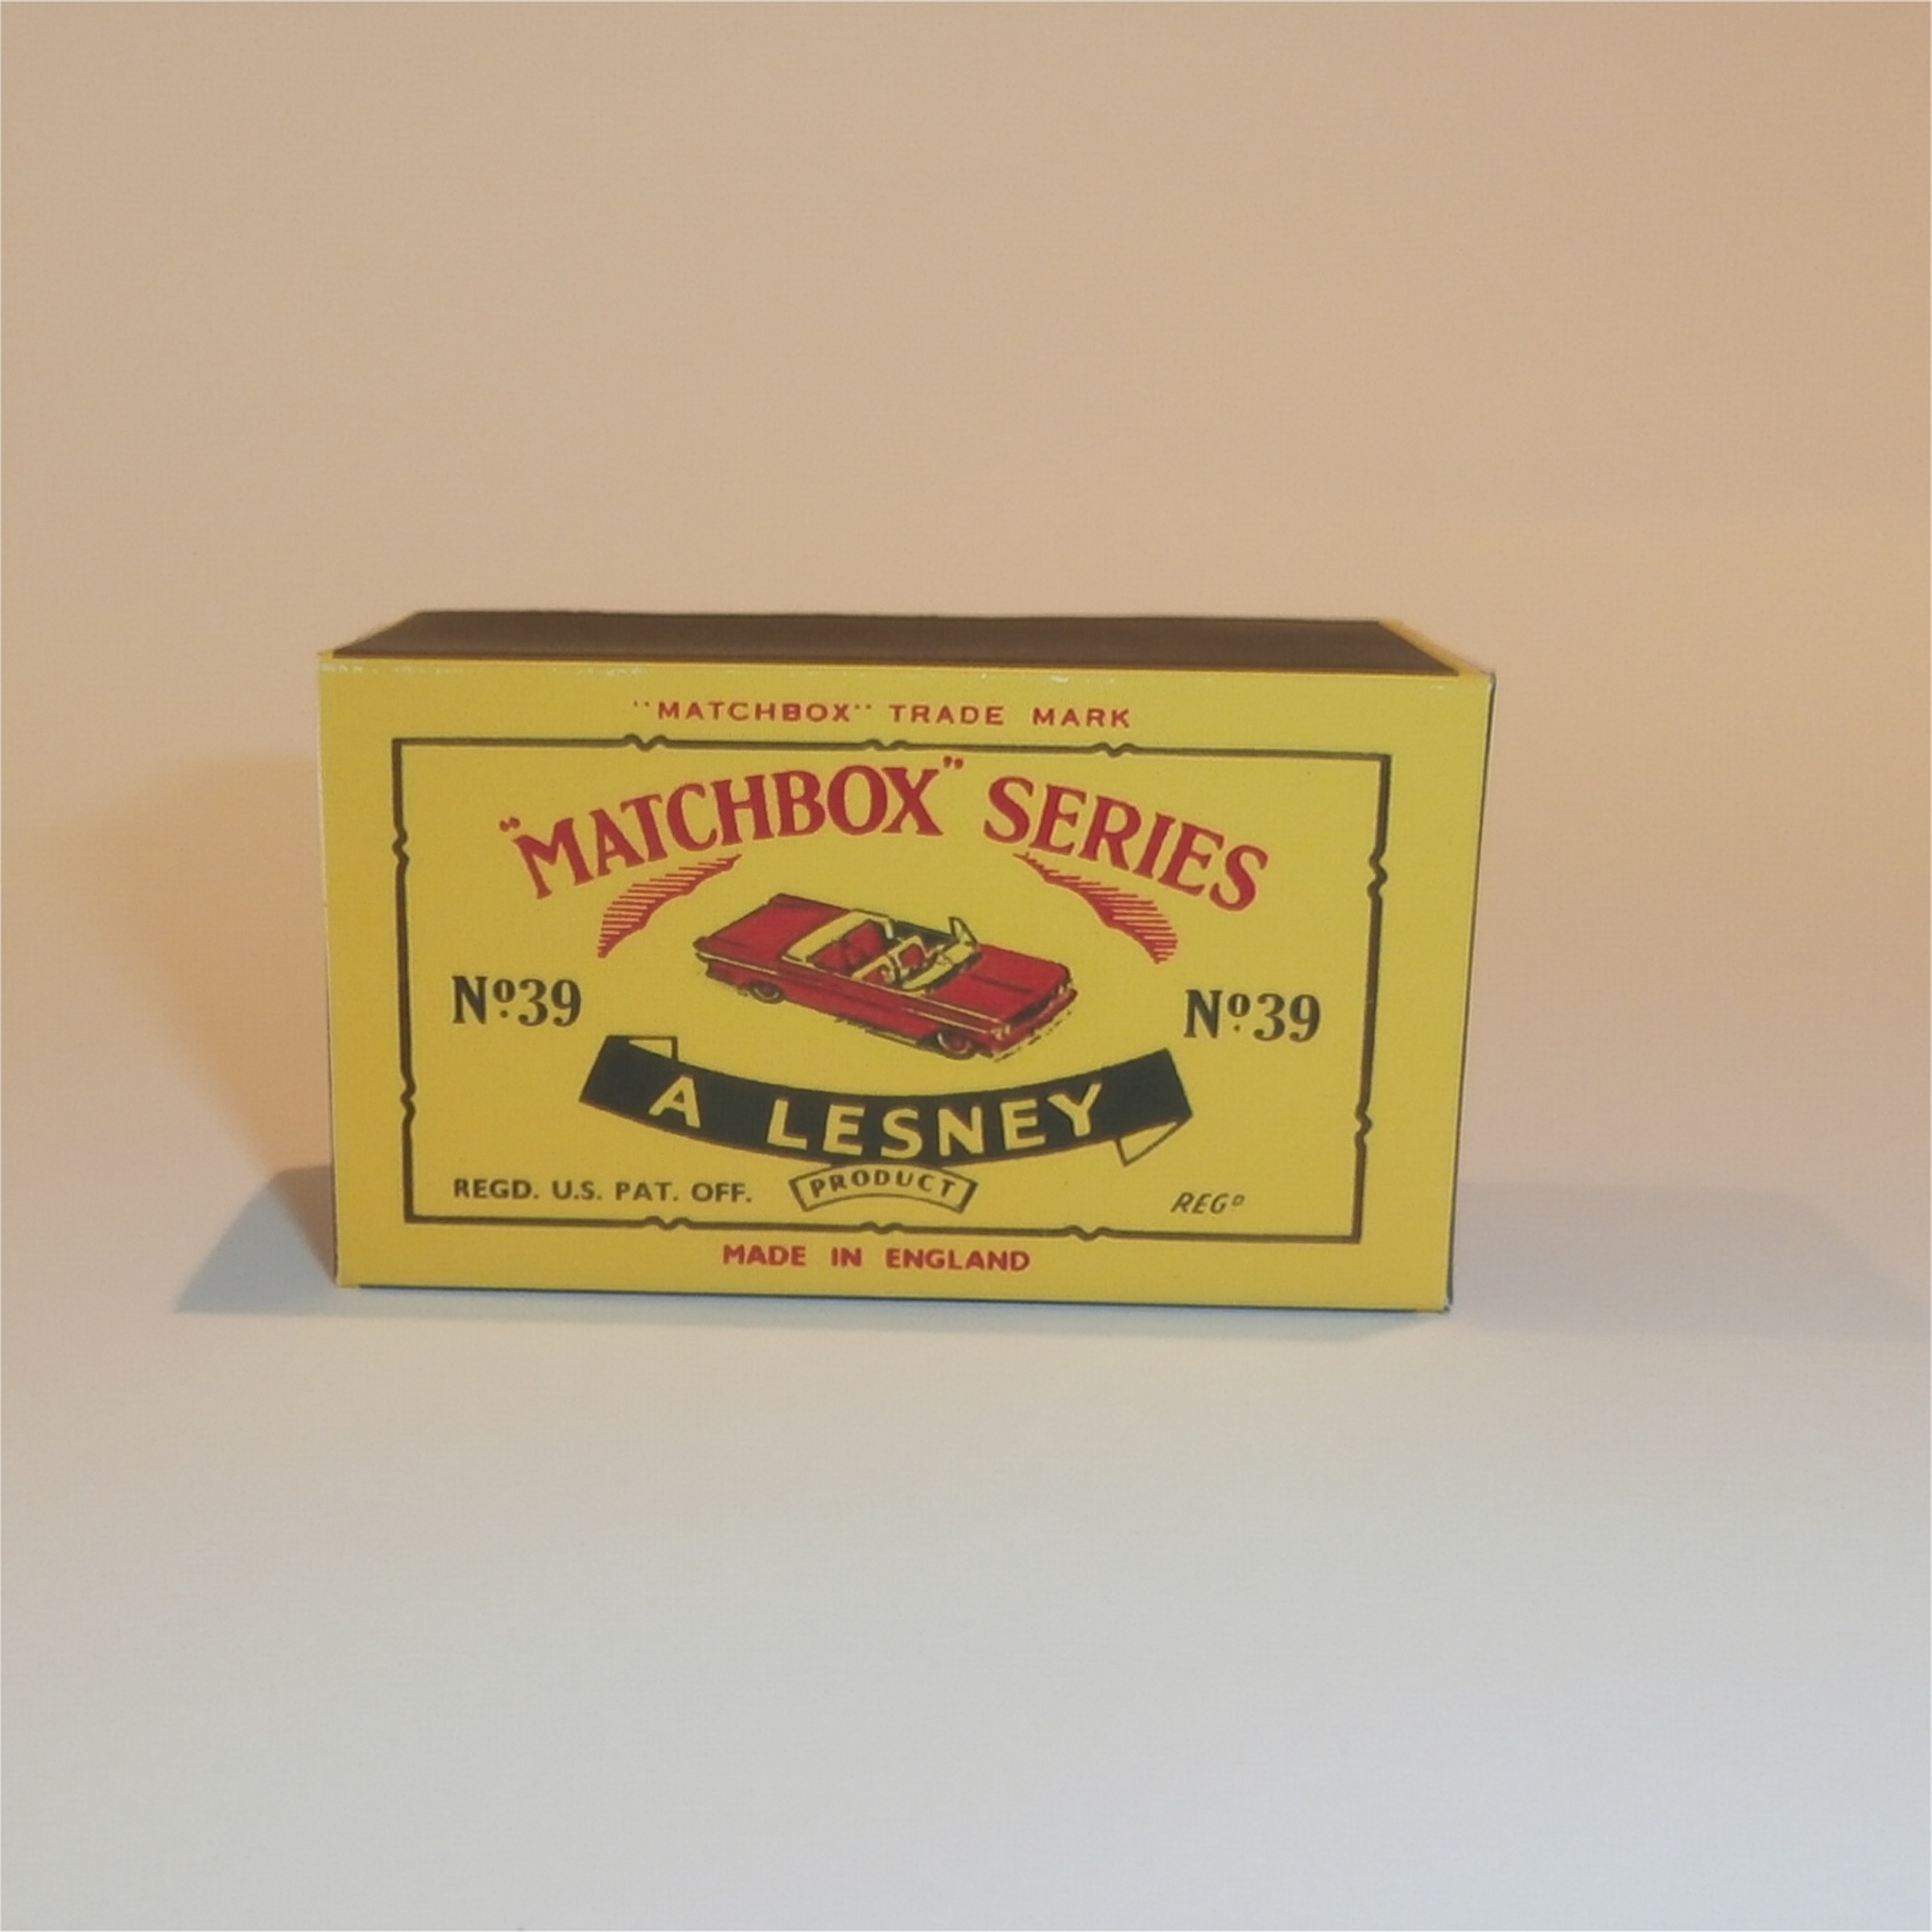 "MATCHBOX" TRADE MARK
"MATCHBOX" SERIES
Nº39
Nº39
A LESNEY
PRODUCT
REGD. U.S. PAT. OFF.
REGᴰ
MADE IN ENGLAND